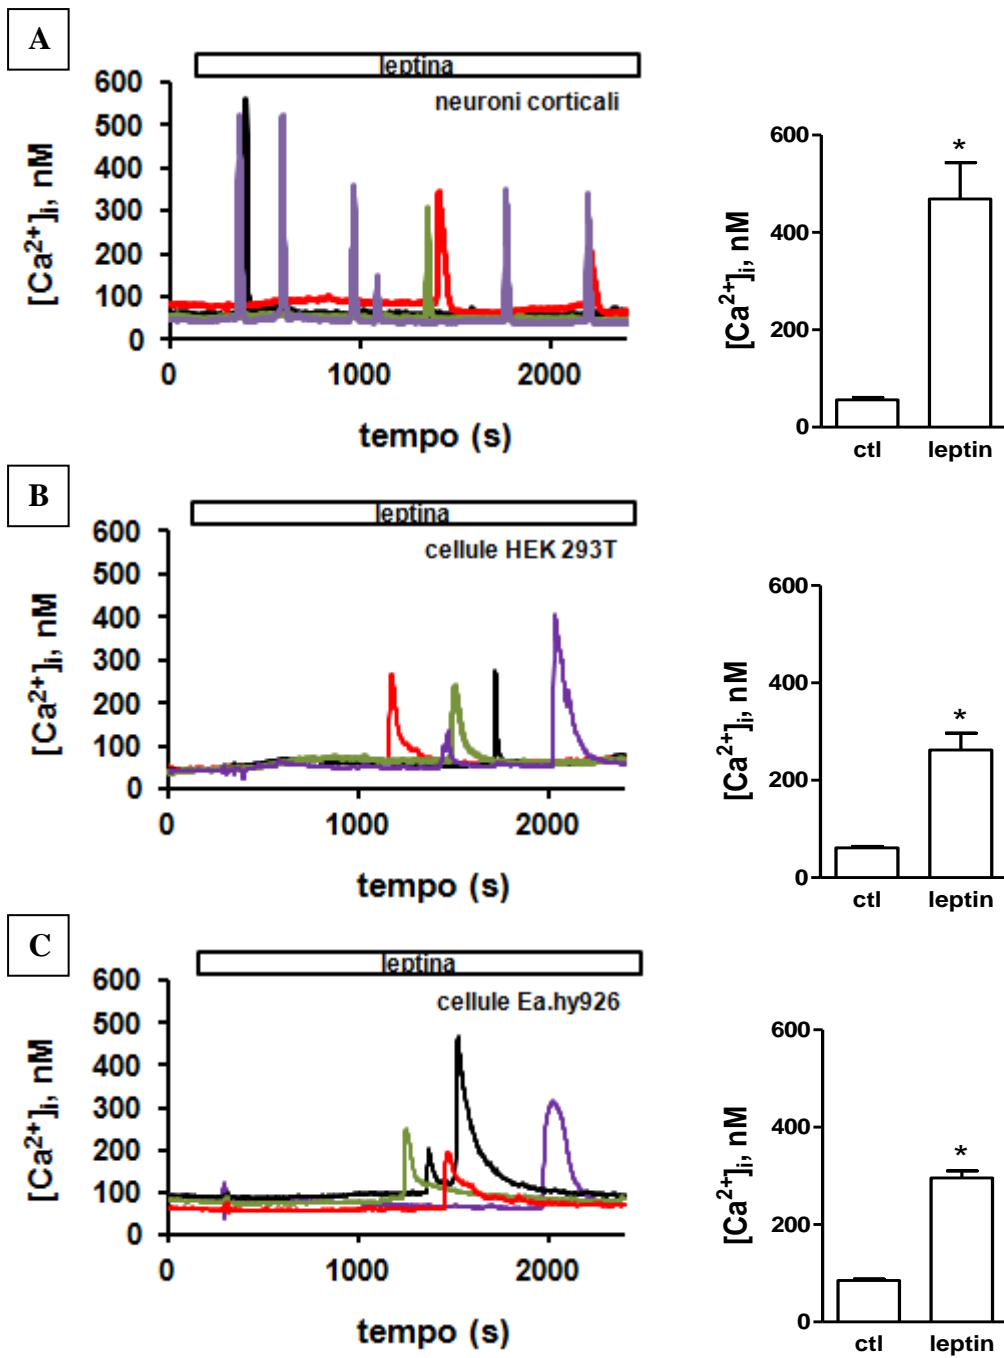 A
leptina
neuroni corticali
[Ca²⁺]ᵢ, nM
600
500
400
300
200
100
0
0 1000 2000
tempo (s)
[Ca²⁺]ᵢ, nM
600
400
200
0
*
ctl leptin
B
leptina
cellule HEK 293T
[Ca²⁺]ᵢ, nM
600
500
400
300
200
100
0
0 1000 2000
tempo (s)
[Ca²⁺]ᵢ, nM
600
400
200
0
*
ctl leptin
C
leptina
cellule Ea.hy926
[Ca²⁺]ᵢ, nM
600
500
400
300
200
100
0
0 1000 2000
tempo (s)
[Ca²⁺]ᵢ, nM
600
400
200
0
*
ctl leptin